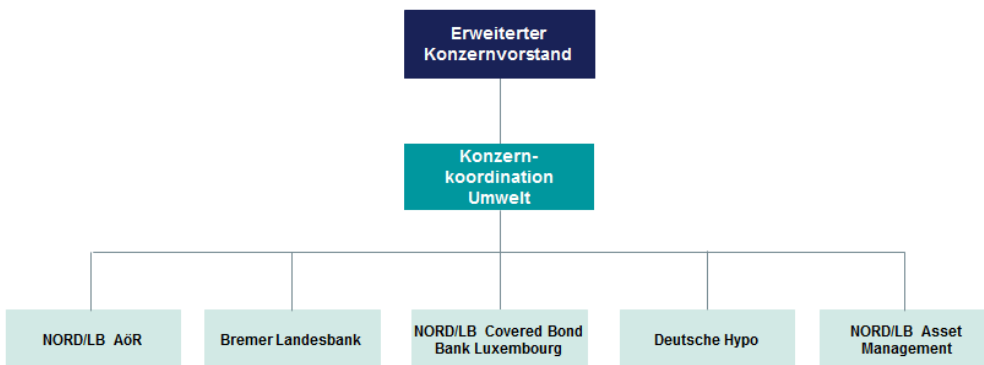 Erweiterter
Konzernvorstand
Konzern-
koordination
Umwelt
NORD/LB AöR
Bremer Landesbank
NORD/LB Covered Bond
Bank Luxembourg
Deutsche Hypo
NORD/LB Asset
Management